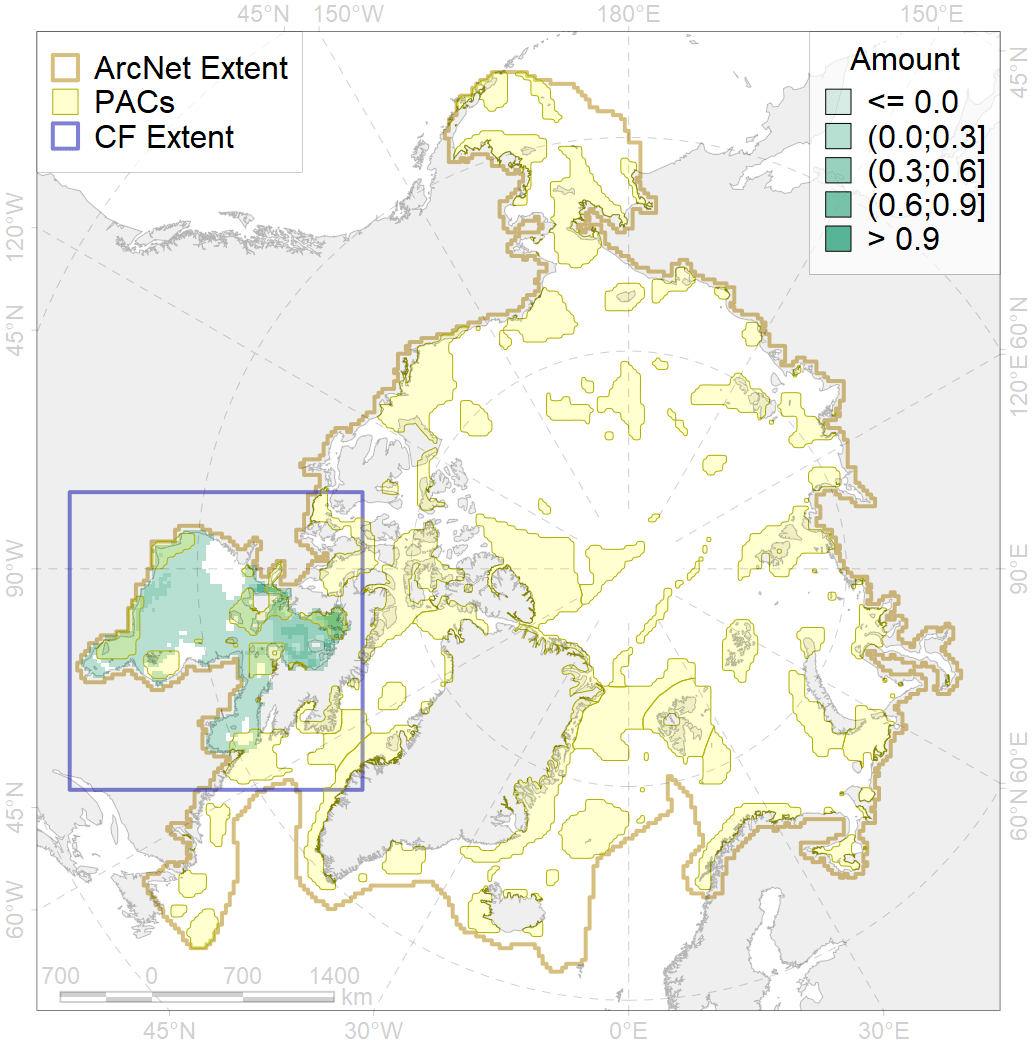 45°N 150°W 180°E 150°E
ArcNet Extent
PACs
CF Extent
Amount
<= 0.0
(0.0;0.3]
(0.3;0.6]
(0.6;0.9]
> 0.9
45°N
120°W
60°N
45°N
120°E
90°W
90°E
60°E
45°N
60°N
60°W
700 0 700 1400
km
45°N 30°W 0°E 30°E